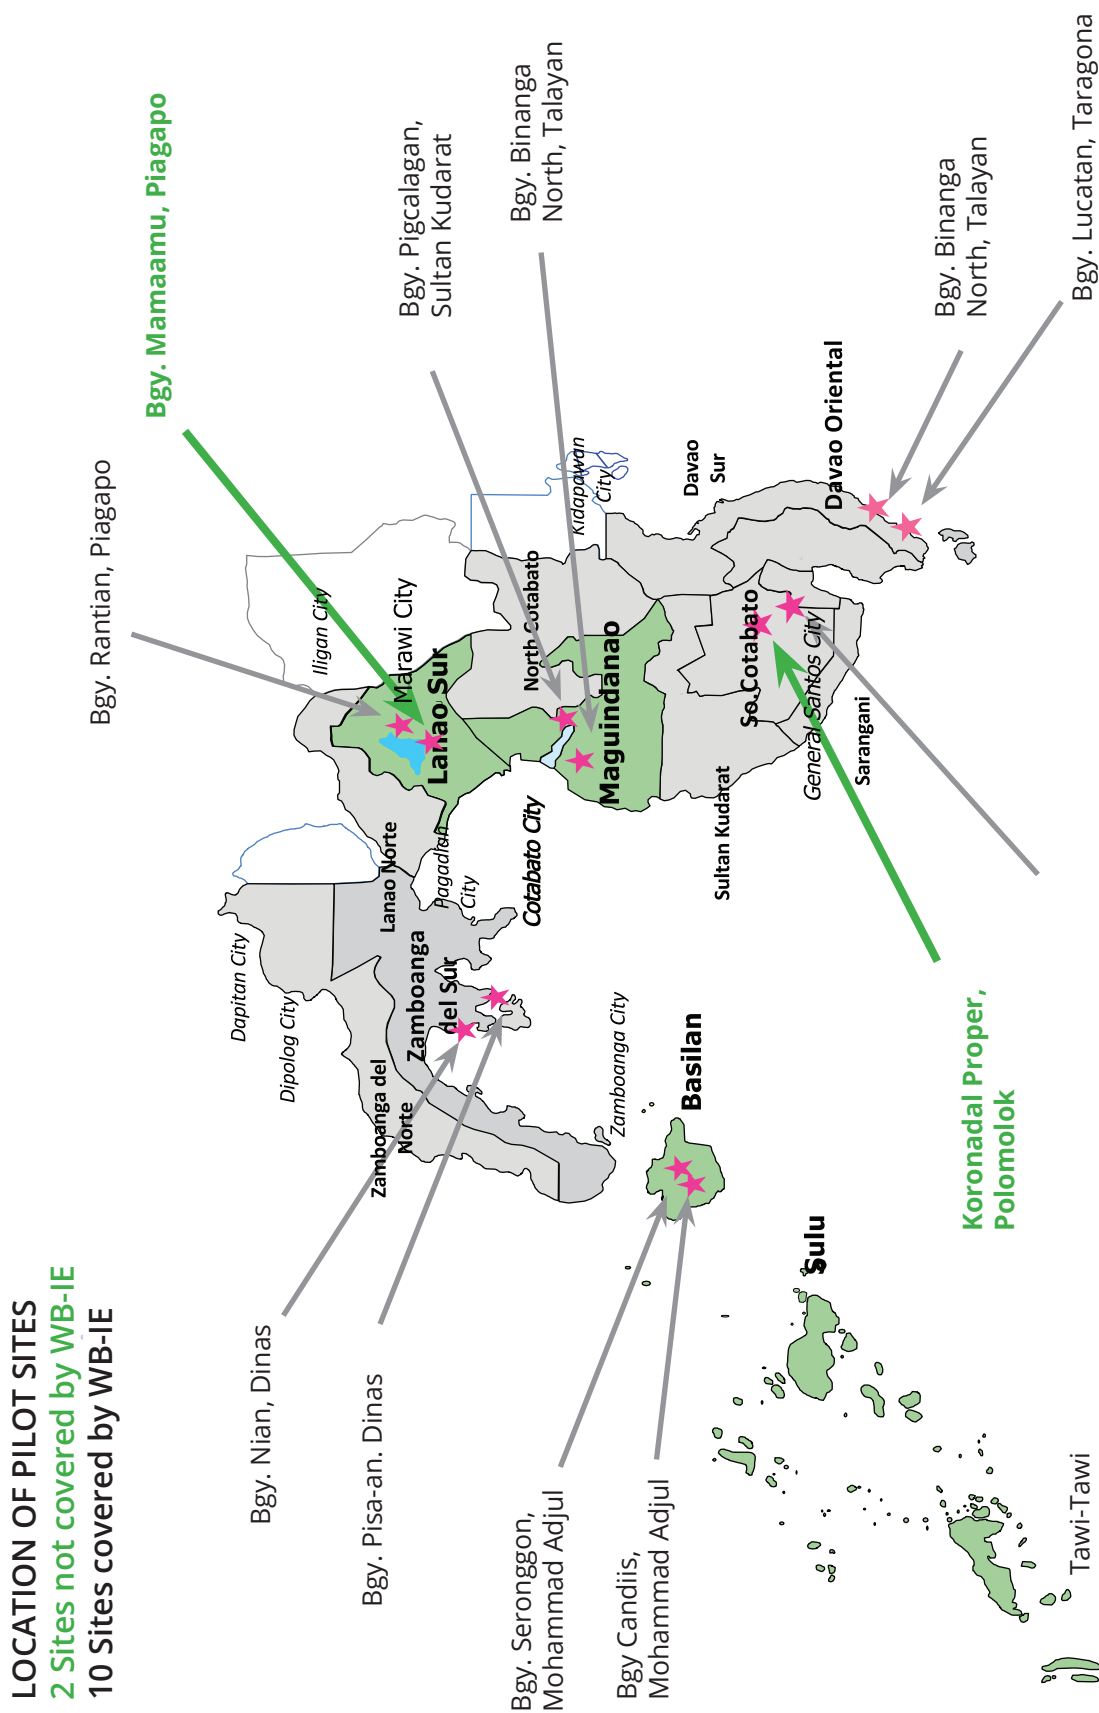 LOCATION OF PILOT SITES
2 Sites not covered by WB-IE
10 Sites covered by WB-IE
Bgy. Rantian, Piagapo
Bgy. Mamaamu, Piagapo
Bgy. Nian, Dinas
Bgy. Pisa-an. Dinas
Dapitan City
Dipolog City
Iligan City
Marawi City
Lanao Sur
Lanao Norte
Zamboanga del
Norte
Zamboanga
del Sur
Pagadian
City
Bgy. Pigcalagan,
Sultan Kudarat
Bgy. Binanga
North, Talayan
Bgy. Seronggon,
Mohammad Adjul
Bgy Candiis,
Mohammad Adjul
Cotabato City
North Cotabato
Kidapawan
City
Zamboanga City
Maguindanao
Basilan
Davao
Sur
Sultan Kudarat
So.Cotabato
General Santos City
Sarangani
Davao Oriental
Sulu
Bgy. Binanga
North, Talayan
Koronadal Proper,
Polomolok
Bgy. Lucatan, Taragona
Tawi-Tawi